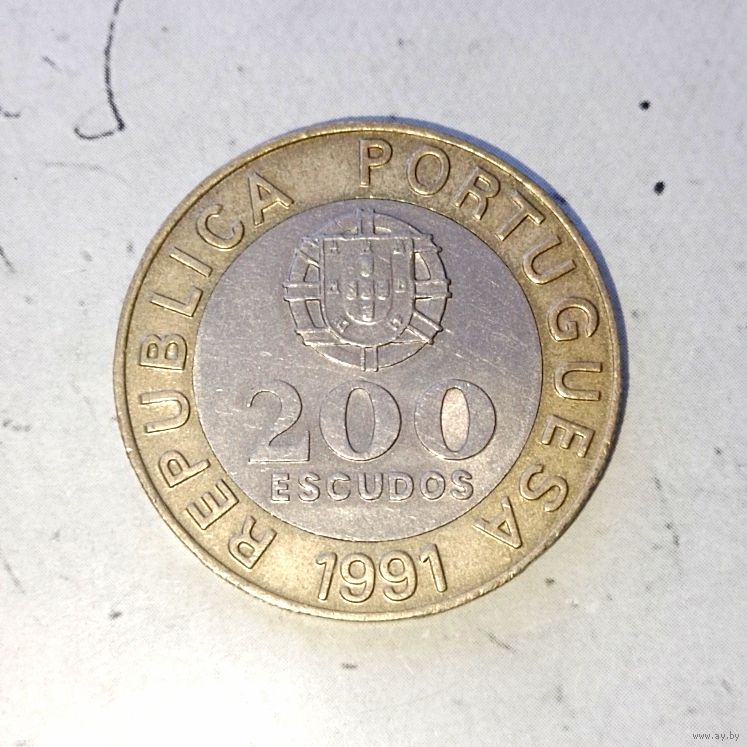 REPUBLICA PORTUGUESA
200
ESCUDOS
1991
www.ay.by